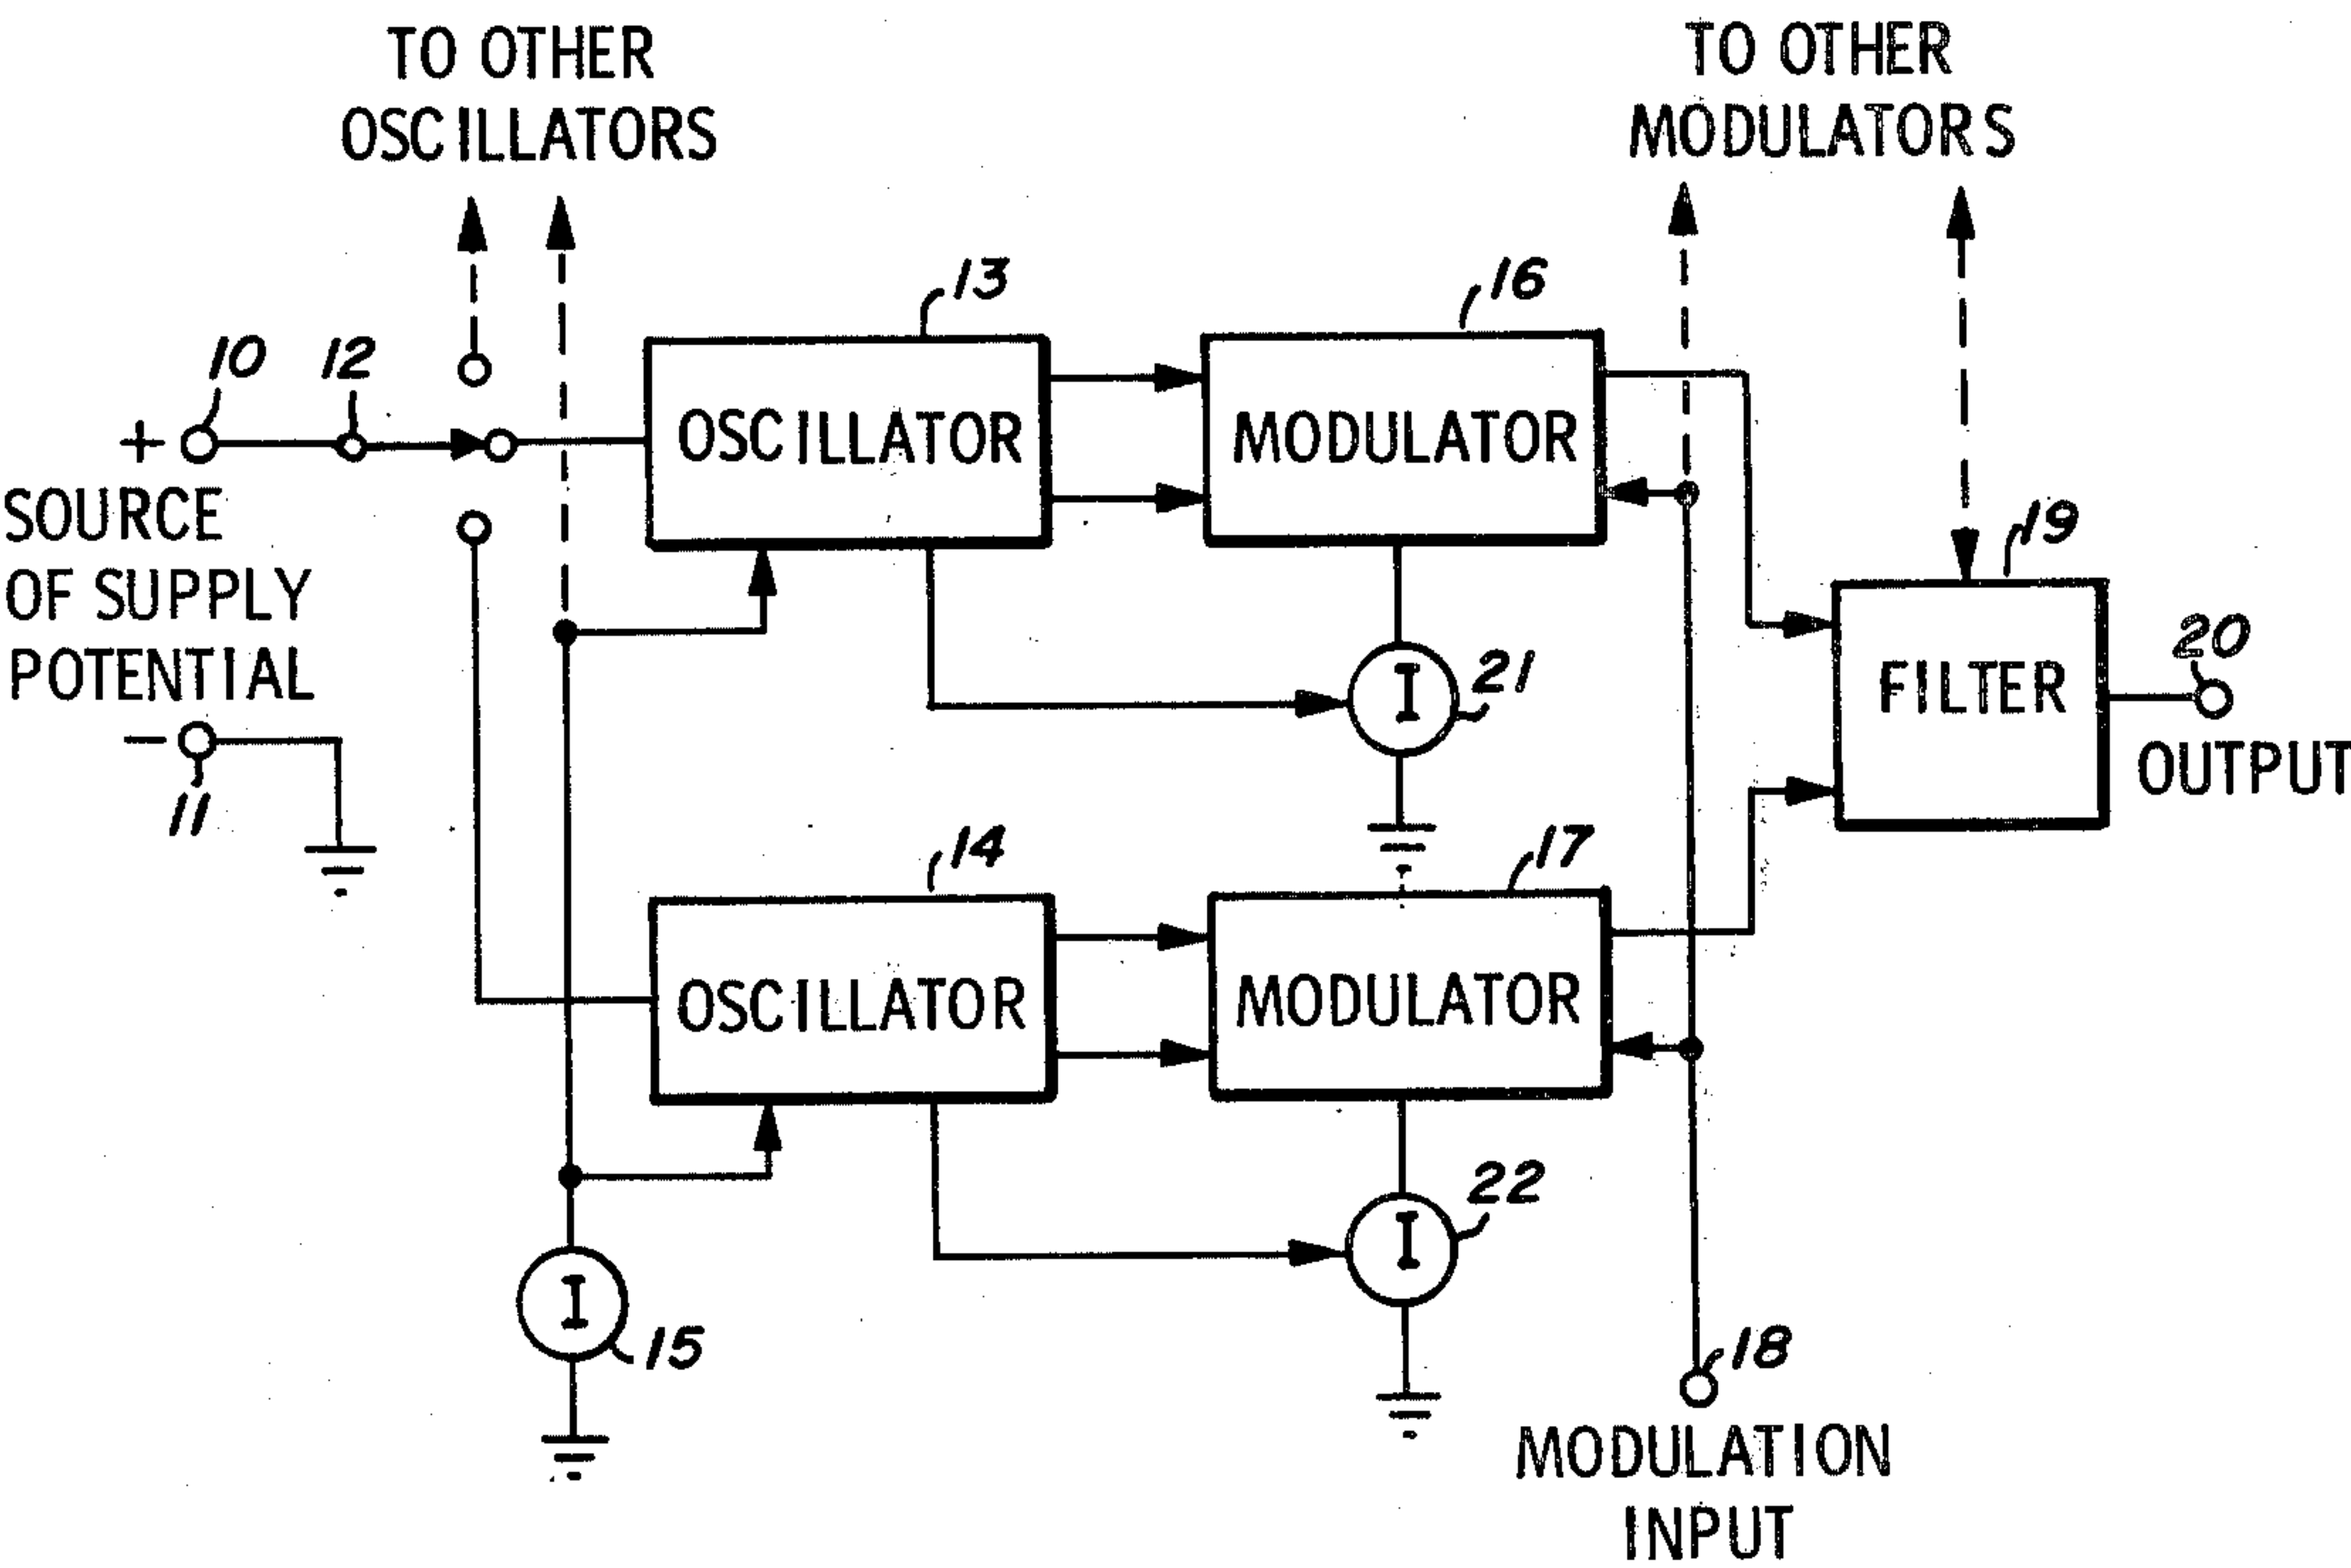 TO OTHER
OSCILLATORS
TO OTHER
MODULATORS
13
16
10
12
+
OSCILLATOR
MODULATOR
SOURCE
OF SUPPLY
POTENTIAL
19
21
I
FILTER
20
OUTPUT
−
11
14
17
OSCILLATOR
MODULATOR
22
I
I
15
18
MODULATION
INPUT